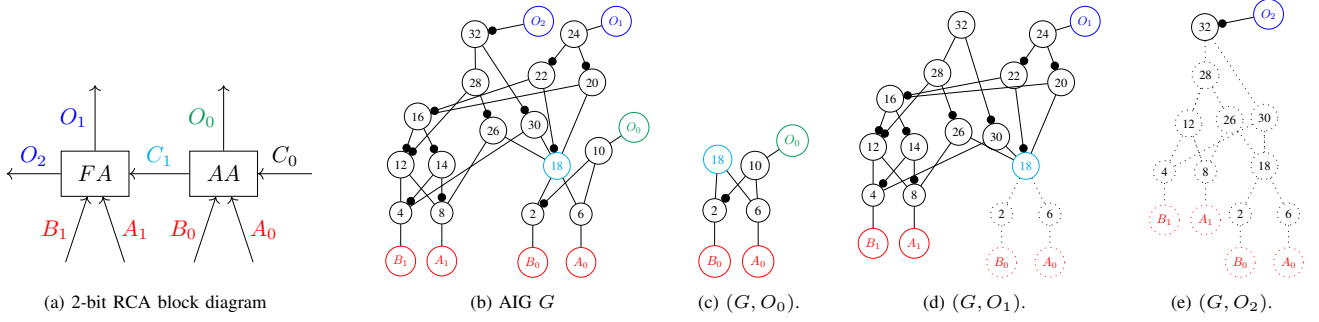 O₁
O₀
O₂
FA
C₁
AA
C₀
B₁
A₁
B₀
A₀
(a) 2-bit RCA block diagram
O₂
O₁
32
24
28
22
20
16
26
30
O₀
12
14
18
10
4
8
2
6
B₁
A₁
B₀
A₀
(b) AIG G
O₀
18
10
2
6
B₀
A₀
(c) (G, O₀).
32
O₁
24
28
22
20
16
26
30
12
14
18
4
8
2
6
B₁
A₁
B₀
A₀
(d) (G, O₁).
O₂
32
28
12
26
30
4
8
18
B₁
A₁
2
6
B₀
A₀
(e) (G, O₂).